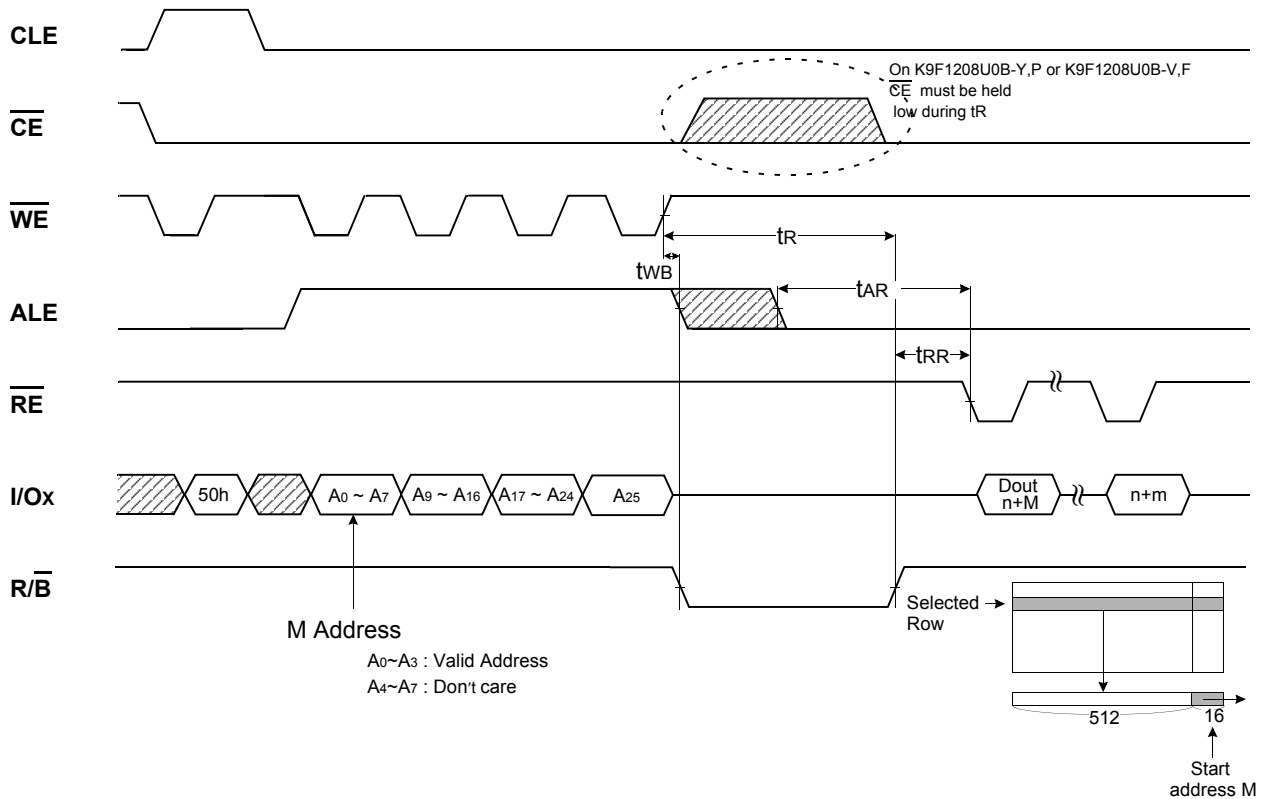 CLE
On K9F1208U0B-Y,P or K9F1208U0B-V,F
CE must be held
low during tR
CE
WE
tR
tWB
ALE
tAR
tRR
RE
I/Ox
50h
A0 ~ A7
A9 ~ A16
A17 ~ A24
A25
Dout
n+M
n+m
R/B
M Address
A0~A3 : Valid Address
A4~A7 : Don't care
Selected
Row
512
16
Start
address M